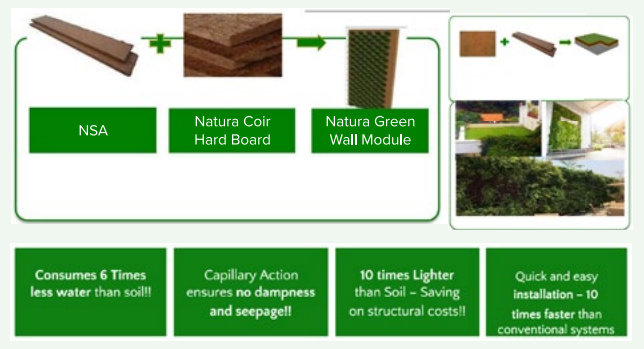 NSA
Natura Coir
Hard Board
Natura Green
Wall Module
Consumes 6 Times
less water than soil!!
Capillary Action
ensures no dampness
and seepage!!
10 times Lighter
than Soil – Saving
on structural costs!!
Quick and easy
installation – 10
times faster than
conventional systems